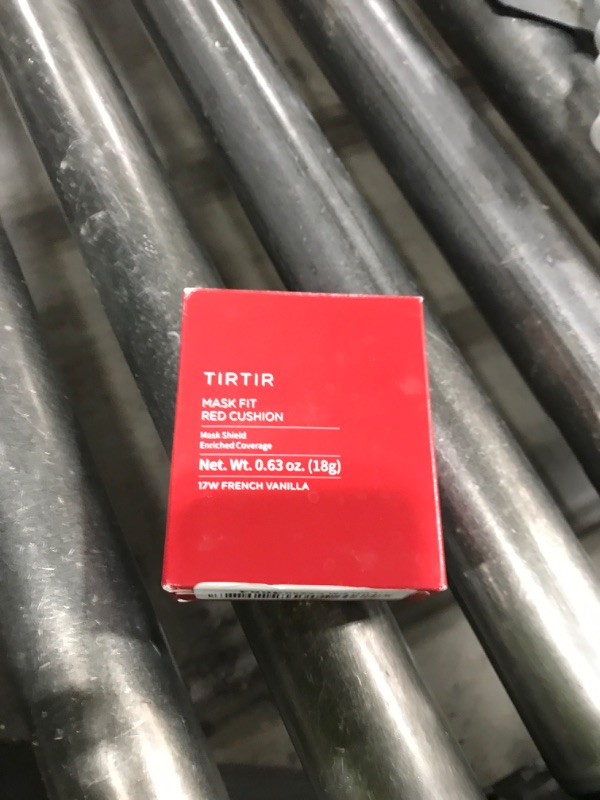 TIRTIR
MASK FIT
RED CUSHION
Mask Shield
Enriched Coverage
Net. Wt. 0.63 oz. (18g)
17W FRENCH VANILLA